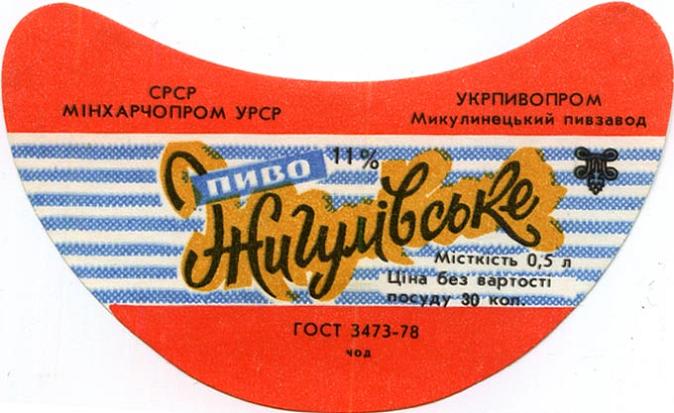 СРСР
МІНХАРЧОПРОМ УРСР
УКРПИВОПРОМ
Микулинецький пивзавод
ПИВО 11%
Жигулівське
Місткість 0,5 л
Ціна без вартості
посуду 30 коп.
ГОСТ 3473-78
ЧОД